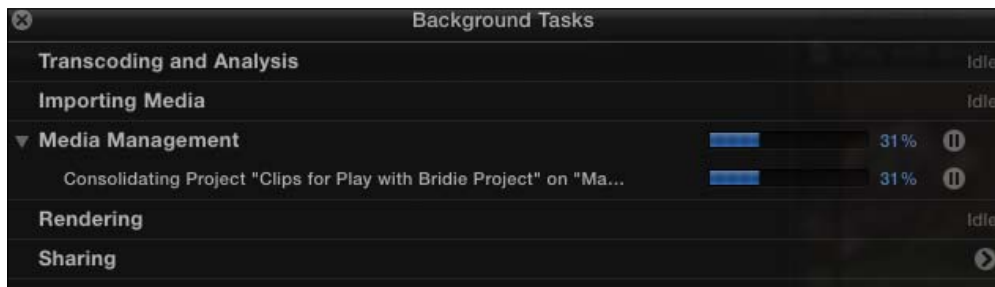 Background Tasks
Transcoding and Analysis Idle
Importing Media Idle
Media Management 31%
Consolidating Project "Clips for Play with Bridie Project" on "Ma... 31%
Rendering Idle
Sharing